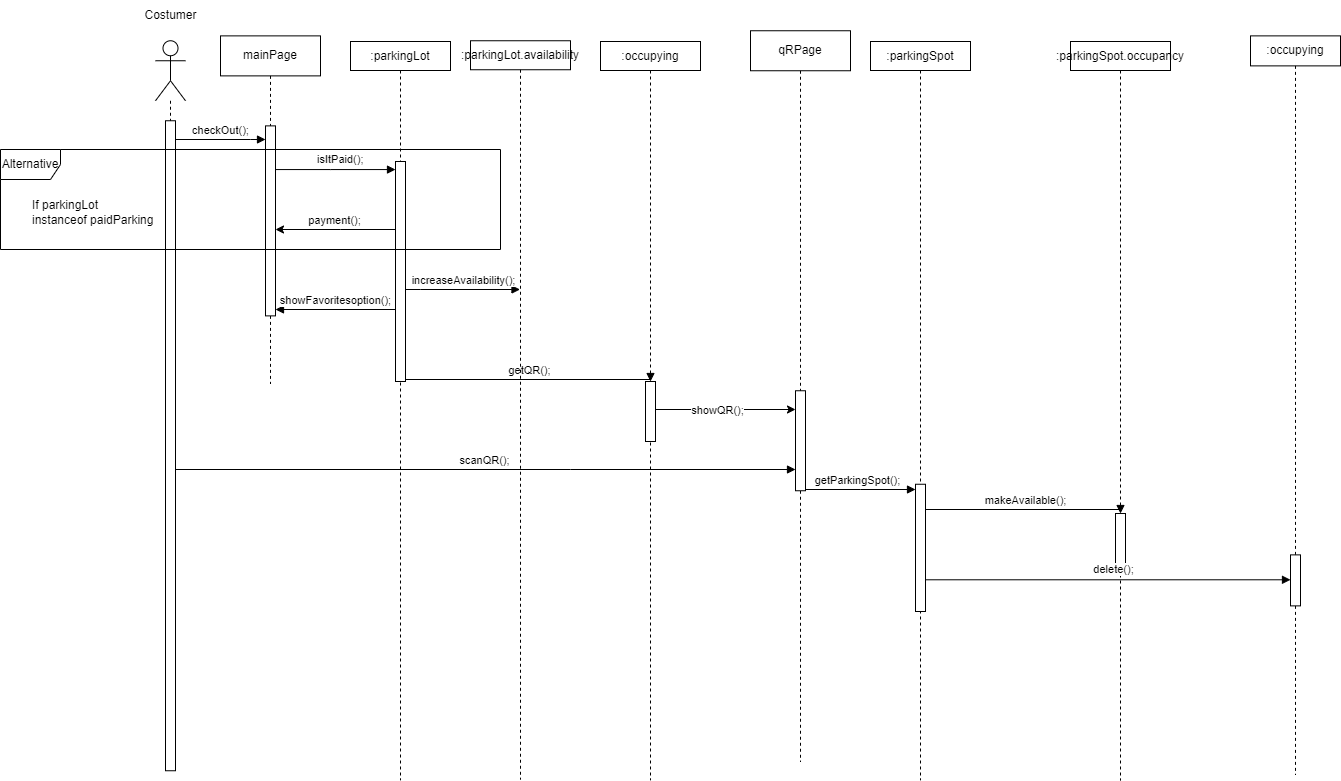 Costumer
mainPage
:parkingLot
:parkingLot.availability
:occupying
qRPage
:parkingSpot
:parkingSpot.occupancy
:occupying
checkOut();
Alternative
isItPaid();
If parkingLot
instanceof paidParking
payment();
increaseAvailability();
showFavoritesoption();
getQR();
showQR();
scanQR();
getParkingSpot();
makeAvailable();
delete();